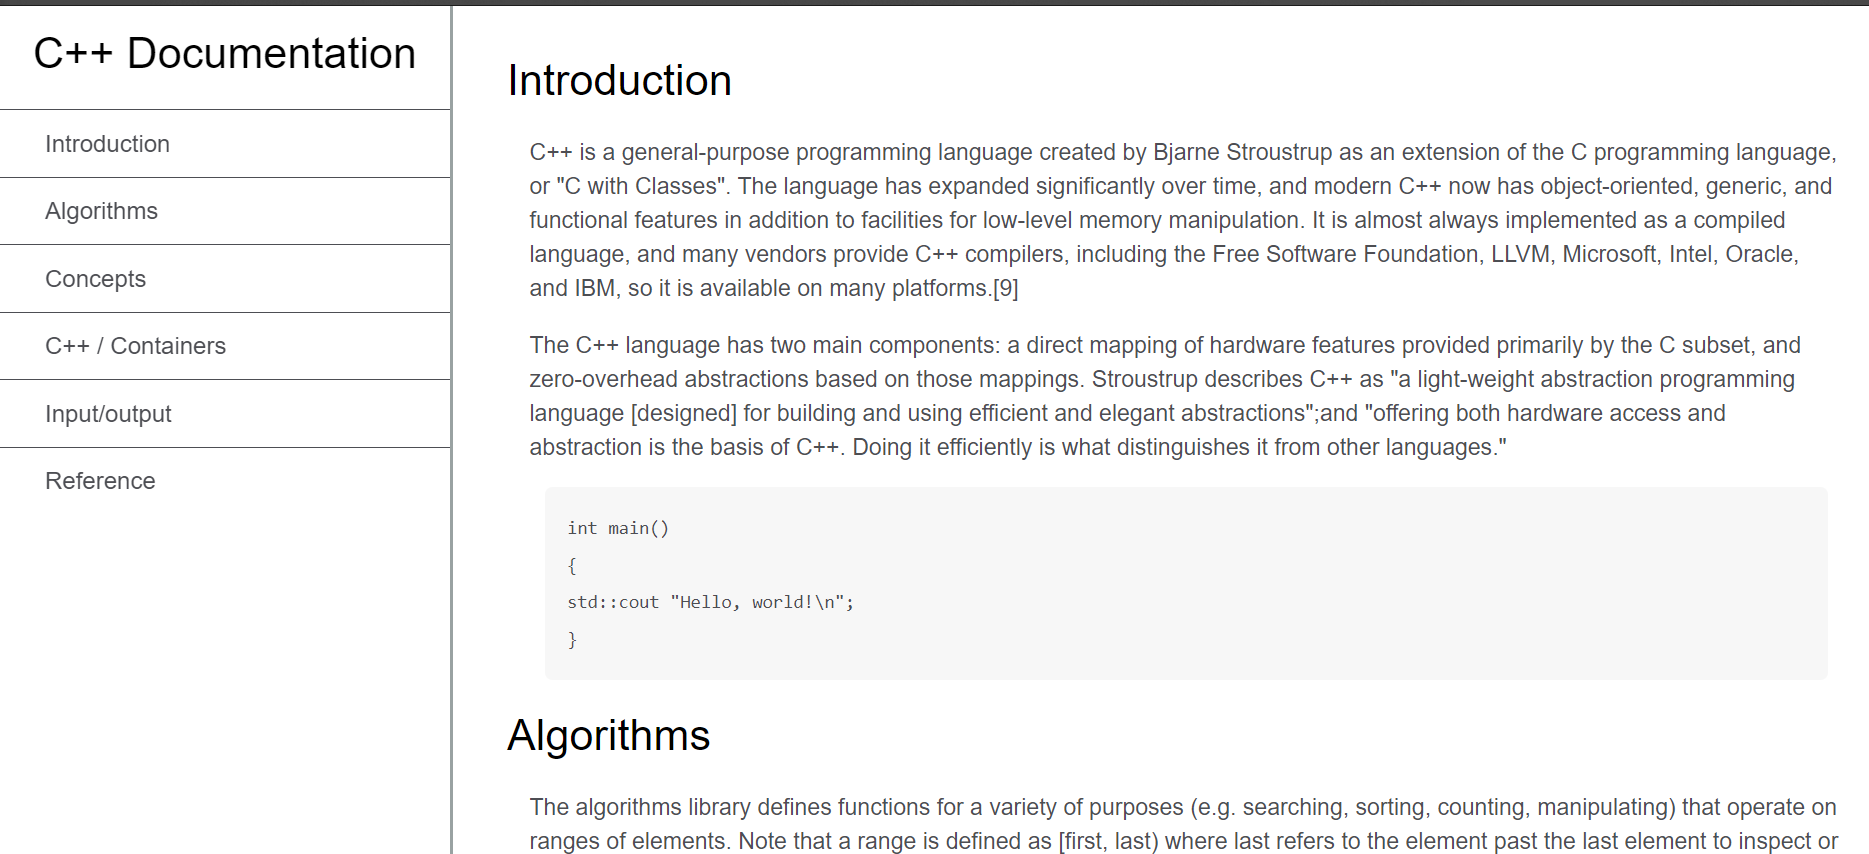 C++ Documentation
Introduction
Algorithms
Concepts
C++ / Containers
Input/output
Reference
Introduction
C++ is a general-purpose programming language created by Bjarne Stroustrup as an extension of the C programming language,
or "C with Classes". The language has expanded significantly over time, and modern C++ now has object-oriented, generic, and
functional features in addition to facilities for low-level memory manipulation. It is almost always implemented as a compiled
language, and many vendors provide C++ compilers, including the Free Software Foundation, LLVM, Microsoft, Intel, Oracle,
and IBM, so it is available on many platforms.[9]
The C++ language has two main components: a direct mapping of hardware features provided primarily by the C subset, and
zero-overhead abstractions based on those mappings. Stroustrup describes C++ as "a light-weight abstraction programming
language [designed] for building and using efficient and elegant abstractions";and "offering both hardware access and
abstraction is the basis of C++. Doing it efficiently is what distinguishes it from other languages."
int main()
{
std::cout "Hello, world!\n";
}
Algorithms
The algorithms library defines functions for a variety of purposes (e.g. searching, sorting, counting, manipulating) that operate on
ranges of elements. Note that a range is defined as [first, last) where last refers to the element past the last element to inspect or